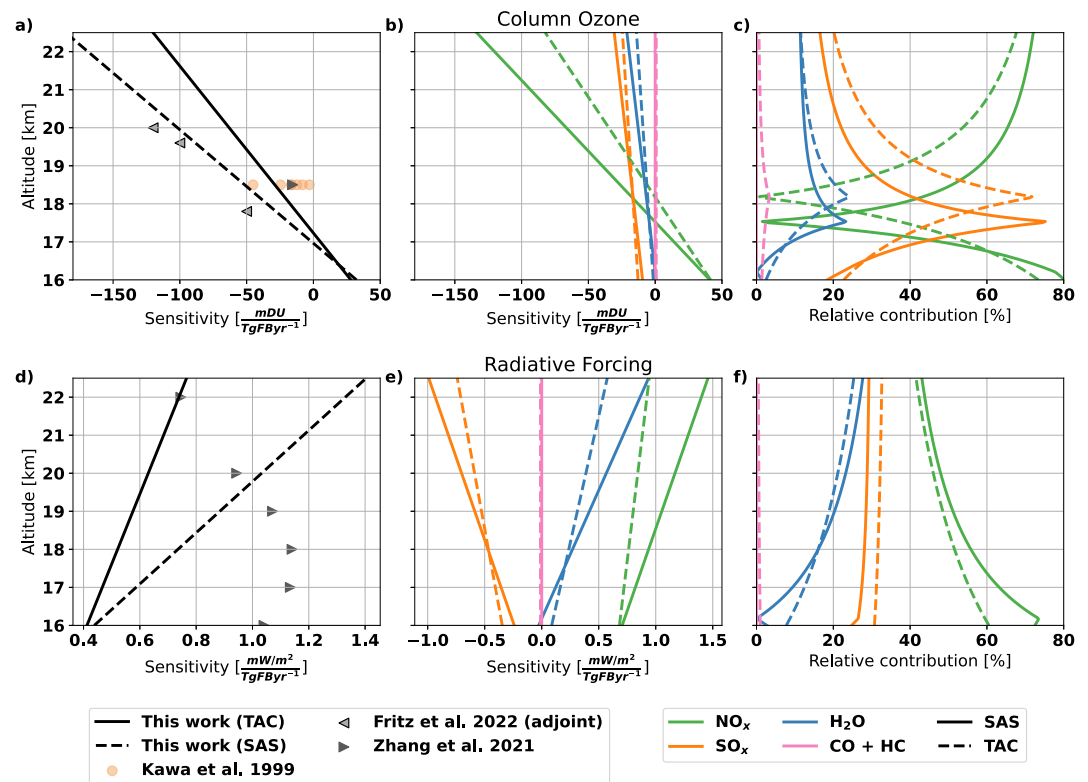 Column Ozone
a)
b)
c)
22
21
20
19
18
17
16
Altitude [km]
−150 −100 −50 0 50
−150 −100 −50 0 50
0 20 40 60 80
Sensitivity [mDU/TgFByr⁻¹]
Sensitivity [mDU/TgFByr⁻¹]
Relative contribution [%]
Radiative Forcing
d)
e)
f)
22
21
20
19
18
17
16
Altitude [km]
0.4 0.6 0.8 1.0 1.2 1.4
−1.0 −0.5 0.0 0.5 1.0 1.5
0 20 40 60 80
Sensitivity [mW/m²/TgFByr⁻¹]
Sensitivity [mW/m²/TgFByr⁻¹]
Relative contribution [%]
This work (TAC)
This work (SAS)
Kawa et al. 1999
Fritz et al. 2022 (adjoint)
Zhang et al. 2021
NOₓ
SOₓ
H₂O
CO + HC
SAS
TAC